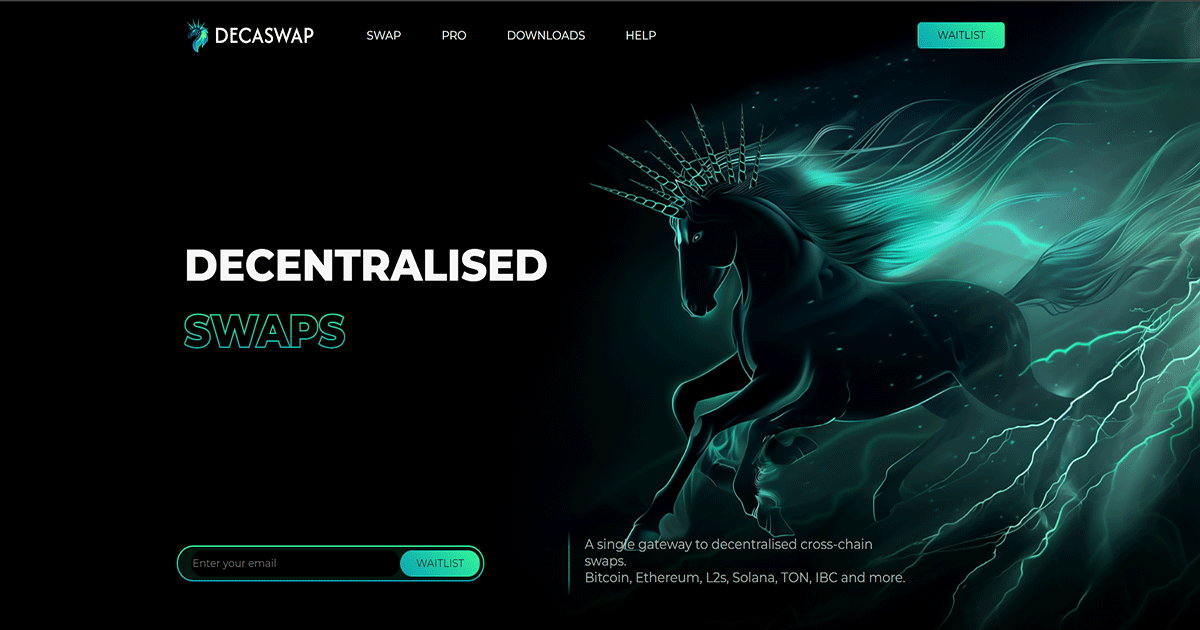 DECASWAP
SWAP
PRO
DOWNLOADS
HELP
WAITLIST
DECENTRALISED
SWAPS
Enter your email
WAITLIST
A single gateway to decentralised cross-chain
swaps.
Bitcoin, Ethereum, L2s, Solana, TON, IBC and more.